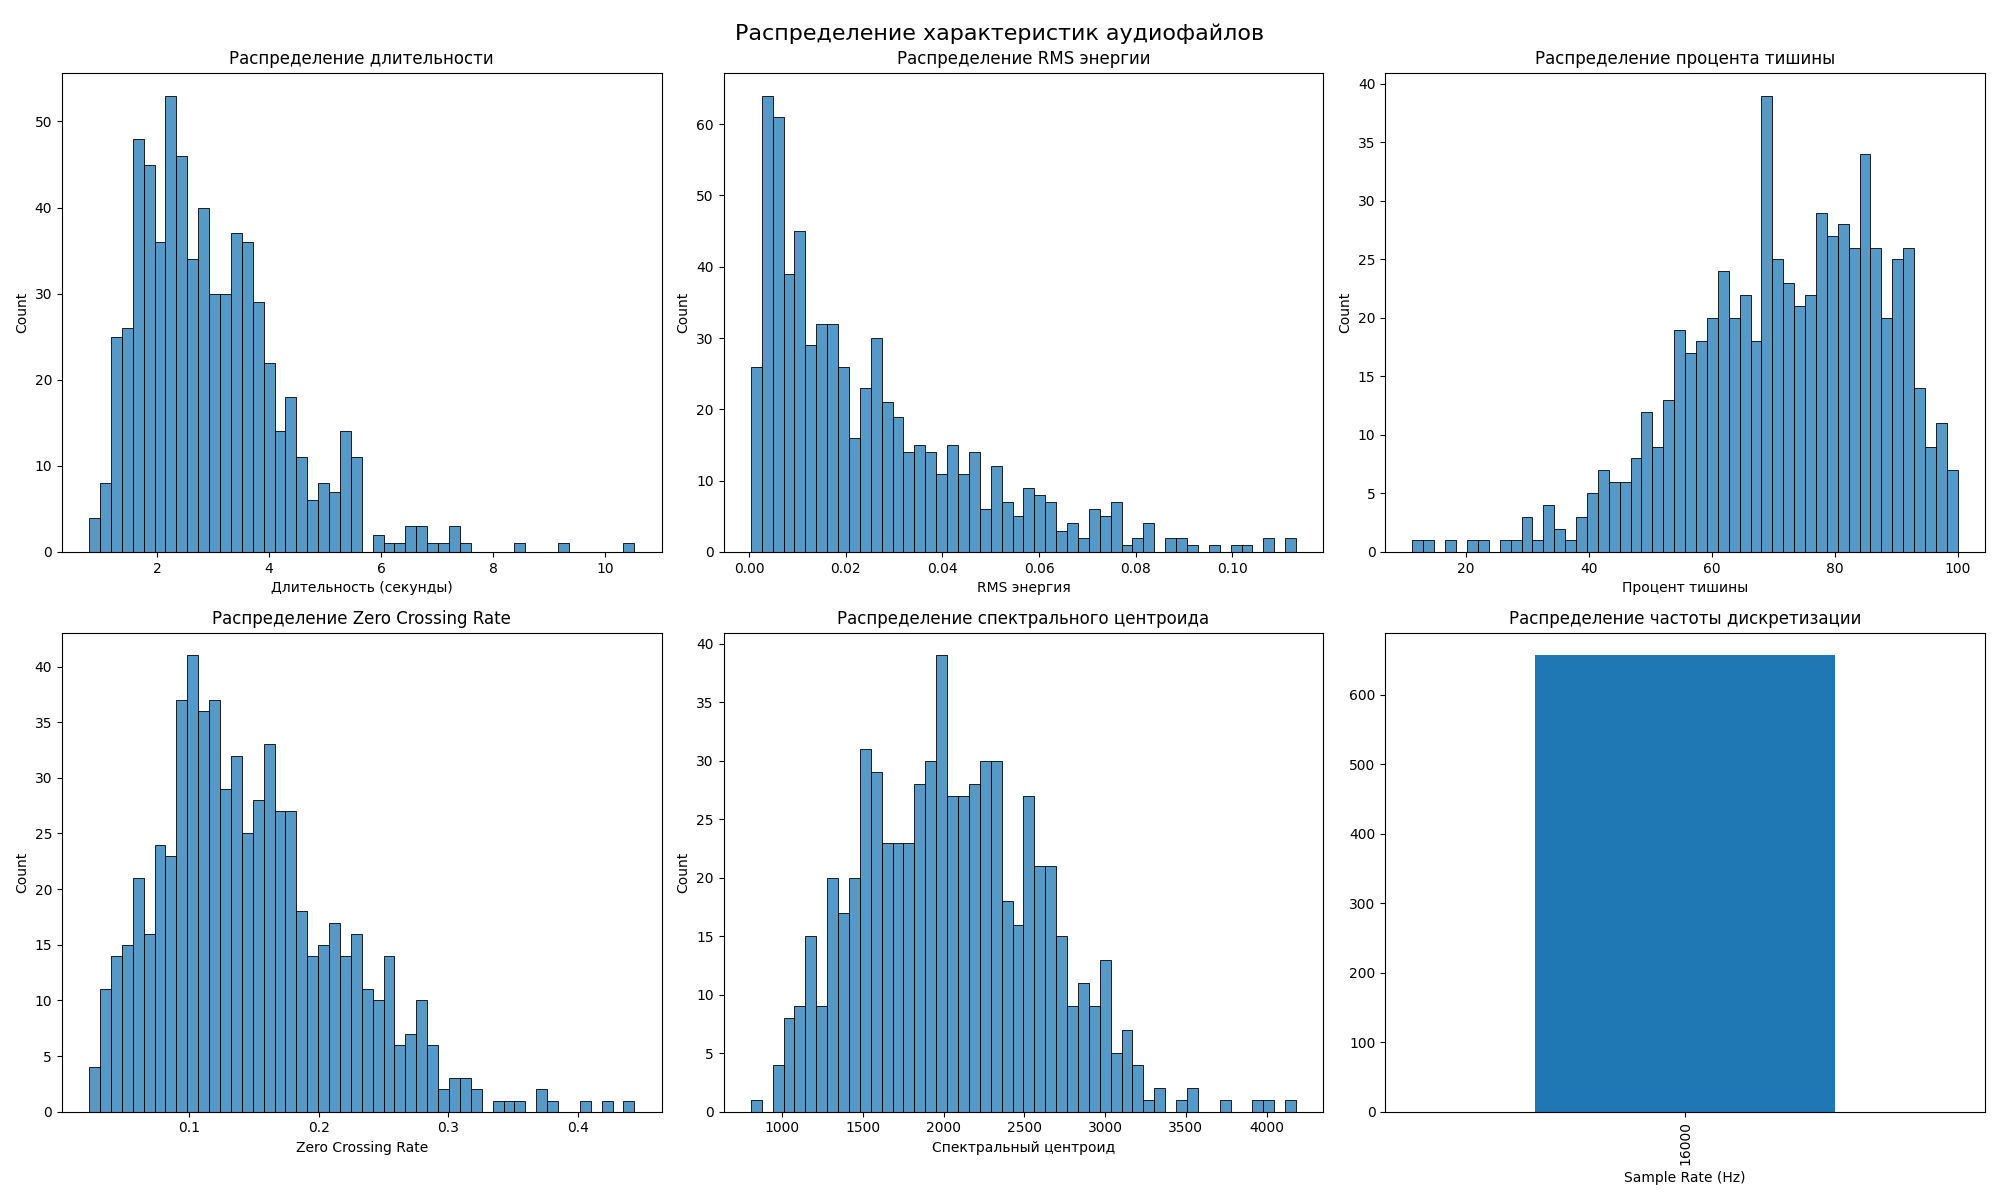 Распределение характеристик аудиофайлов
Распределение длительности
50
40
30
20
10
0
Count
2 4 6 8 10
Длительность (секунды)
Распределение RMS энергии
60
50
40
30
20
10
0
Count
0.00 0.02 0.04 0.06 0.08 0.10
RMS энергия
Распределение процента тишины
40
35
30
25
20
15
10
5
0
Count
20 40 60 80 100
Процент тишины
Распределение Zero Crossing Rate
40
35
30
25
20
15
10
5
0
Count
0.1 0.2 0.3 0.4
Zero Crossing Rate
Распределение спектрального центроида
40
35
30
25
20
15
10
5
0
Count
1000 1500 2000 2500 3000 3500 4000
Спектральный центроид
Распределение частоты дискретизации
600
500
400
300
200
100
0
16000
Sample Rate (Hz)